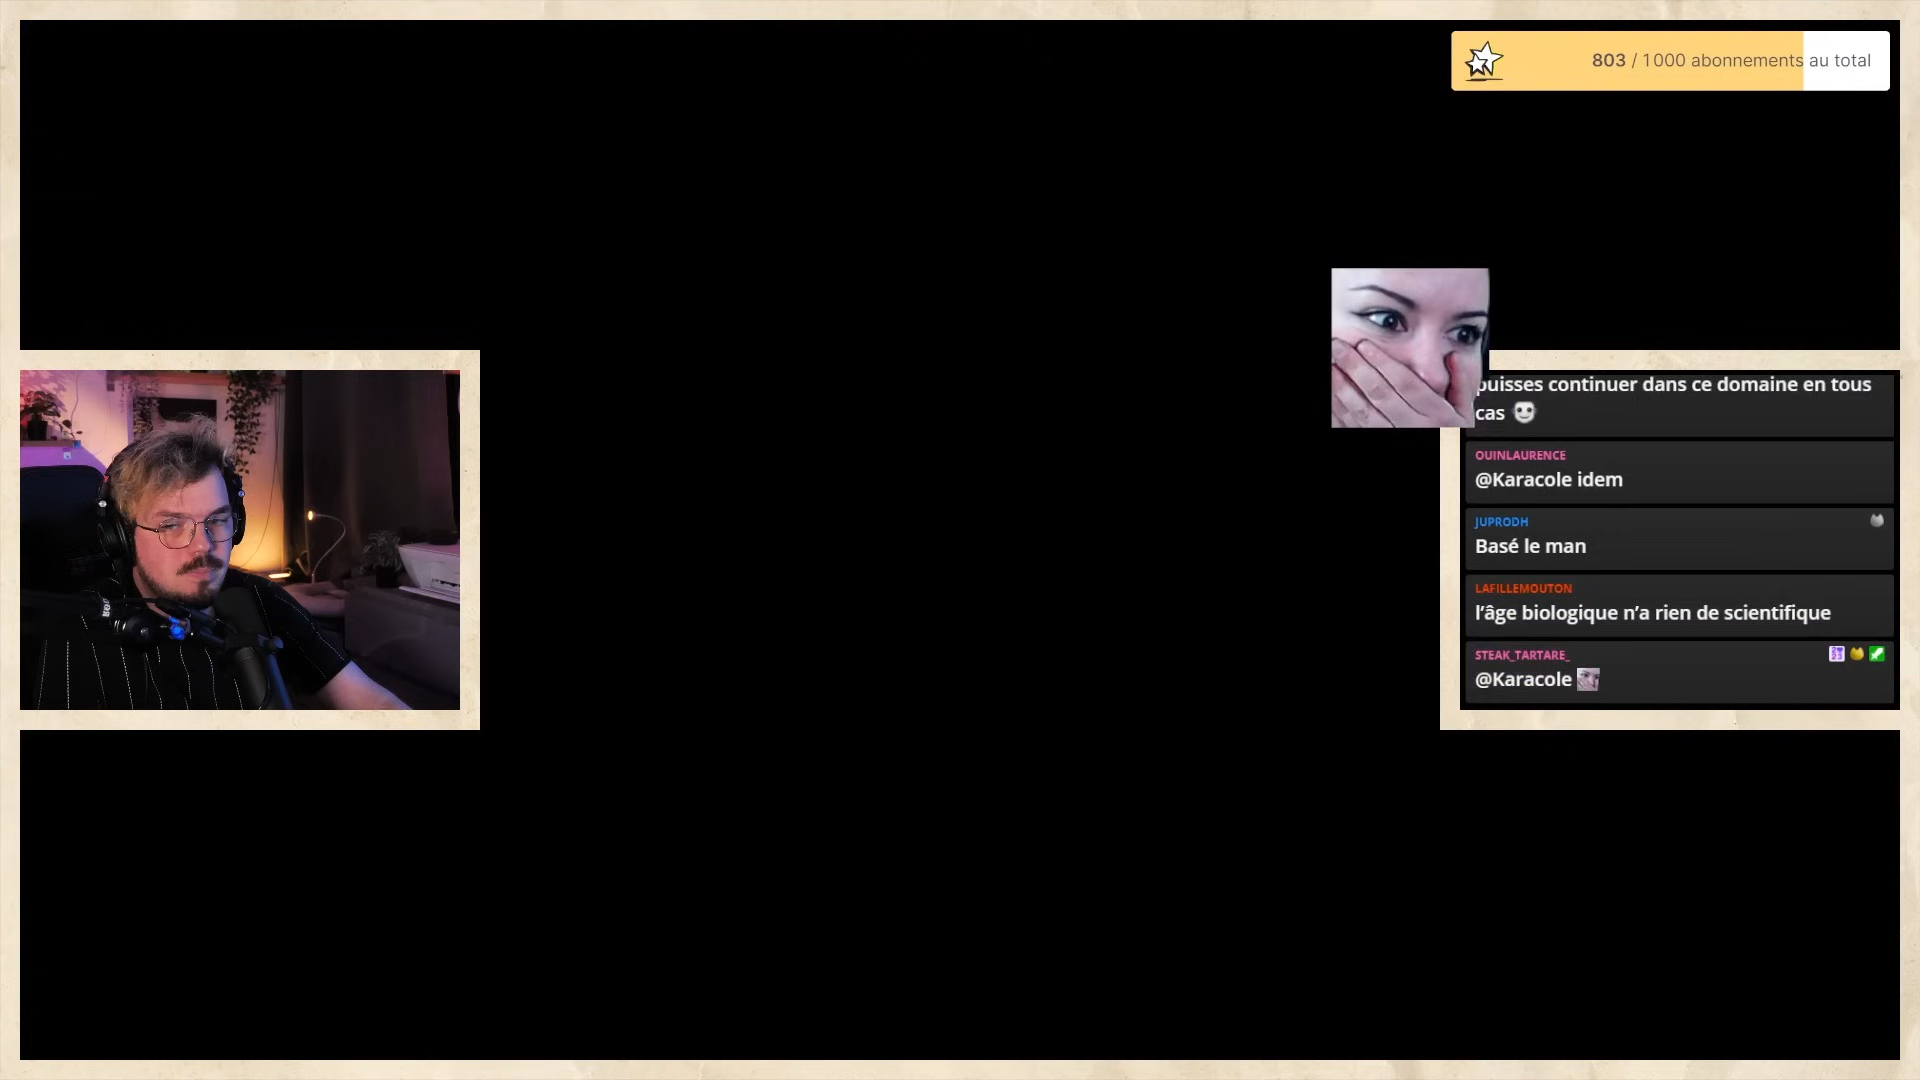 803 / 1000 abonnements au total
puisses continuer dans ce domaine en tous
cas
OUINLAURENCE
@Karacole idem
JUPRODH
Basé le man
LAFILLEMOUTON
l'âge biologique n'a rien de scientifique
STEAK_TARTARE_
@Karacole